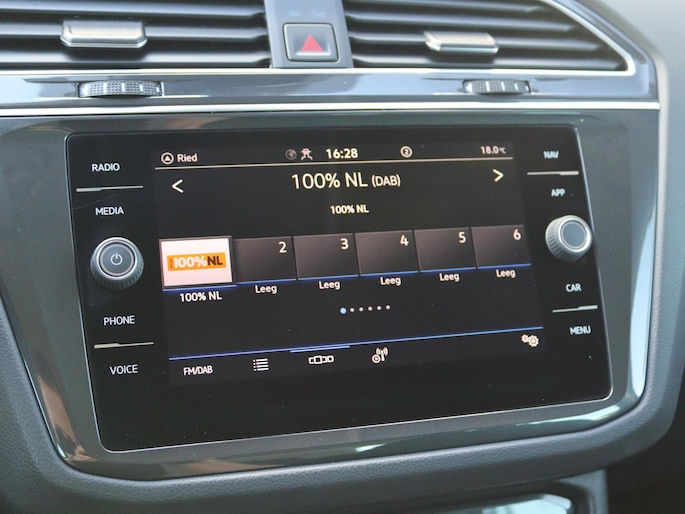 RADIO
MEDIA
PHONE
VOICE
Ried
16:28
2
18.0 °C
100% NL (DAB)
100% NL
100%NL
100% NL
2
Leeg
3
Leeg
4
Leeg
5
Leeg
6
Leeg
FM/DAB
NAV
APP
CAR
MENU